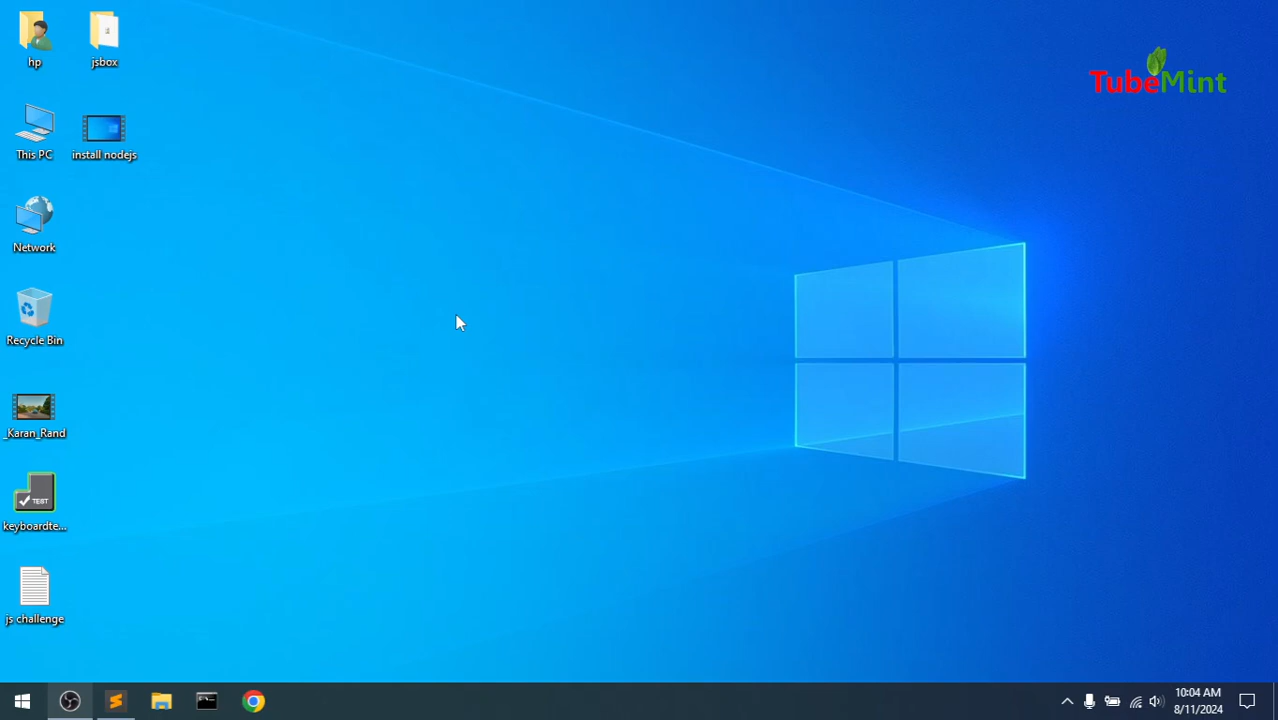 hp
jsbox
TubeMint
This PC
install nodejs
Network
Recycle Bin
_Karan_Rand
TEST
keyboardte...
js challenge
10:04 AM
8/11/2024